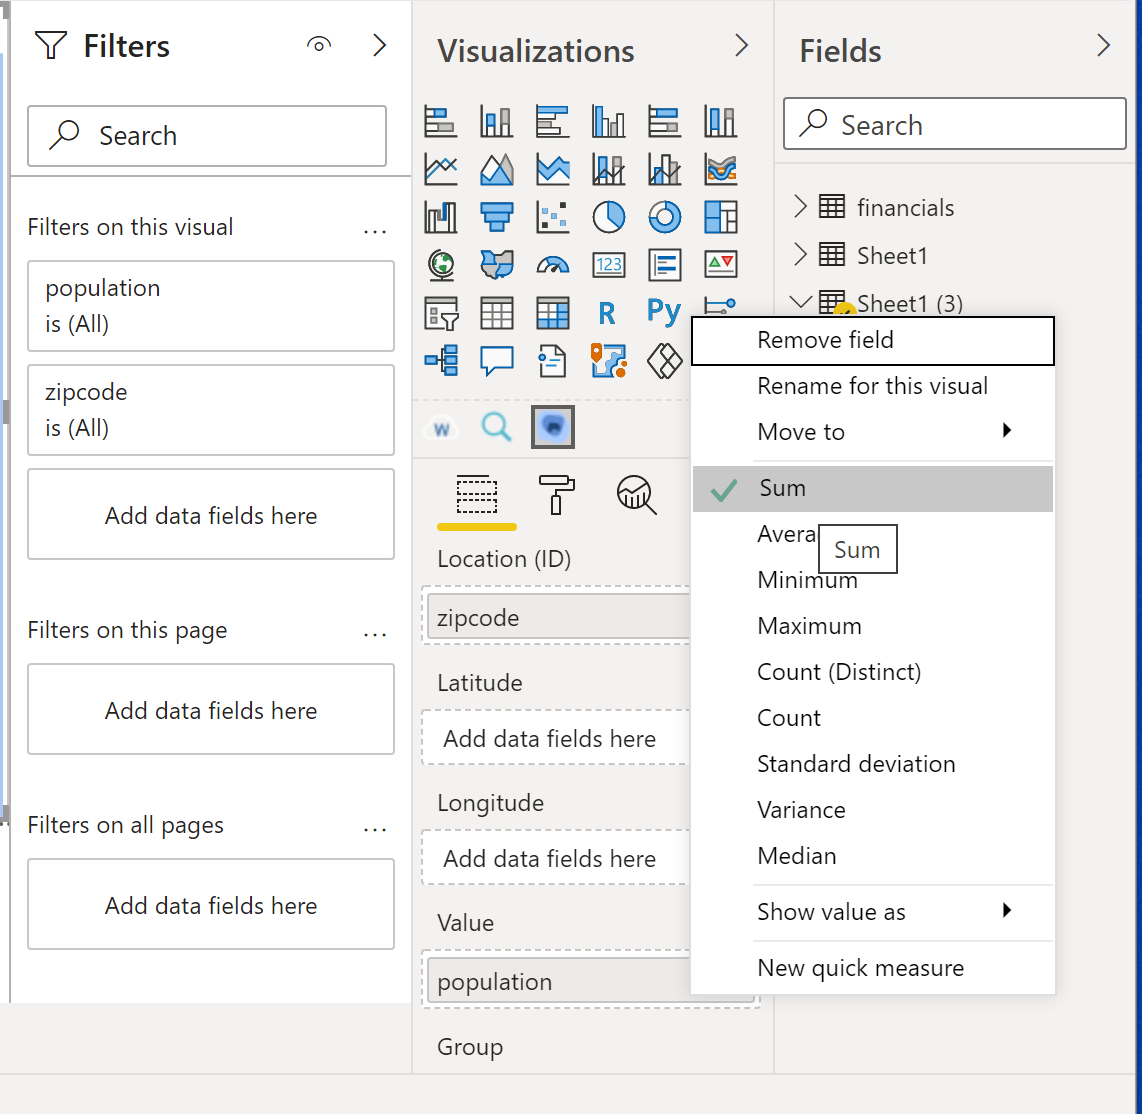 Filters
Search
Filters on this visual
...
population
is (All)
zipcode
is (All)
Add data fields here
Filters on this page
...
Add data fields here
Filters on all pages
...
Add data fields here
Visualizations
123
R
Py
W
Location (ID)
zipcode
Latitude
Add data fields here
Longitude
Add data fields here
Value
population
Group
Fields
Search
financials
Sheet1
Sheet1 (3)
Remove field
Rename for this visual
Move to
Sum
Avera
Sum
Minimum
Maximum
Count (Distinct)
Count
Standard deviation
Variance
Median
Show value as
New quick measure